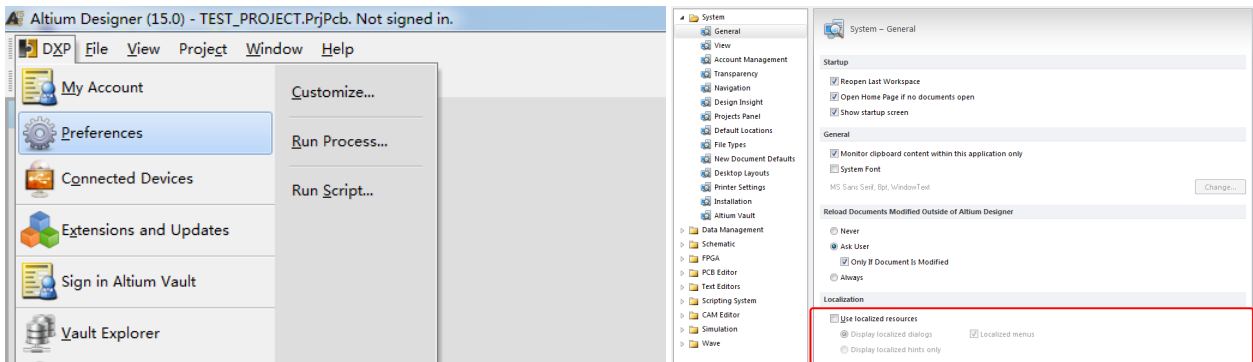 Altium Designer (15.0) - TEST_PROJECT.PrjPcb. Not signed in.
DXP File View Project Window Help
My Account
Preferences
Connected Devices
Extensions and Updates
Sign in Altium Vault
Vault Explorer
Customize...
Run Process...
Run Script...
System
General
View
Account Management
Transparency
Navigation
Design Insight
Projects Panel
Default Locations
File Types
New Document Defaults
Desktop Layouts
Printer Settings
Installation
Altium Vault
Data Management
Schematic
FPGA
PCB Editor
Text Editors
Scripting System
CAM Editor
Simulation
Wave
System – General
Startup
Reopen Last Workspace
Open Home Page if no documents open
Show startup screen
General
Monitor clipboard content within this application only
System Font
MS Sans Serif, 8pt, WindowText
Change...
Reload Documents Modified Outside of Altium Designer
Never
Ask User
Only If Document Is Modified
Always
Localization
Use localized resources
Display localized dialogs Localized menus
Display localized hints only